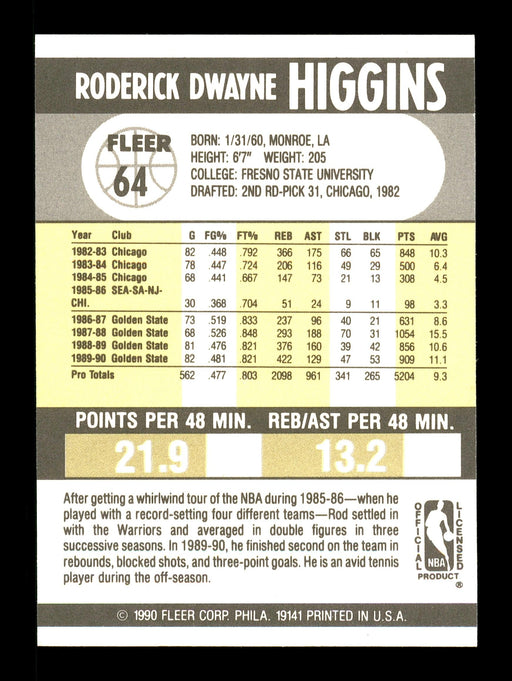 RODERICK DWAYNE HIGGINS
FLEER
64
BORN: 1/31/60, MONROE, LA
HEIGHT: 6'7" WEIGHT: 205
COLLEGE: FRESNO STATE UNIVERSITY
DRAFTED: 2ND RD-PICK 31, CHICAGO, 1982
Year Club G FG% FT% REB AST STL BLK PTS AVG
1982-83 Chicago 82 .448 .792 366 175 66 65 848 10.3
1983-84 Chicago 78 .447 .724 206 116 49 29 500 6.4
1984-85 Chicago 68 .441 .667 147 73 21 13 308 4.5
1985-86 SEA-SA-NJ-
CHI. 30 .368 .704 51 24 9 11 98 3.3
1986-87 Golden State 73 .519 .833 237 96 40 21 631 8.6
1987-88 Golden State 68 .526 .848 293 188 70 31 1054 15.5
1988-89 Golden State 81 .476 .821 376 160 39 42 856 10.6
1989-90 Golden State 82 .481 .821 422 129 47 53 909 11.1
Pro Totals 562 .477 .803 2098 961 341 265 5204 9.3
POINTS PER 48 MIN. REB/AST PER 48 MIN.
21.9 13.2
After getting a whirlwind tour of the NBA during 1985-86—when he
played with a record-setting four different teams—Rod settled in
with the Warriors and averaged in double figures in three
successive seasons. In 1989-90, he finished second on the team in
rebounds, blocked shots, and three-point goals. He is an avid tennis
player during the off-season.
OFFICIAL LICENSED
NBA
PRODUCT ®
© 1990 FLEER CORP. PHILA. 19141 PRINTED IN U.S.A.